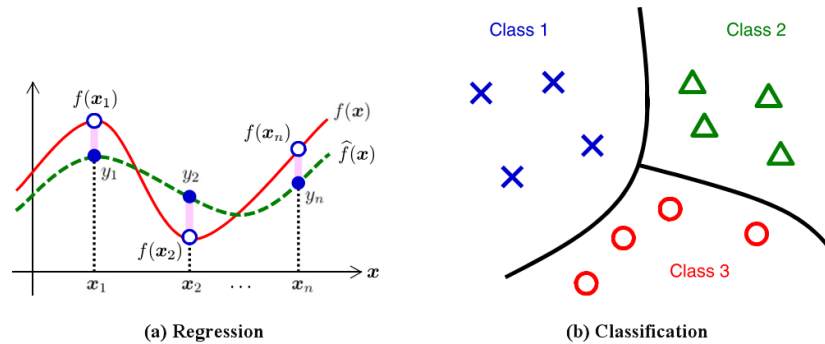 f(x₁)
f(x₂)
f(xₙ)
f(x)
f̂(x)
y₁
y₂
yₙ
x
x₁ x₂ ... xₙ
(a) Regression
Class 1
Class 2
Class 3
(b) Classification